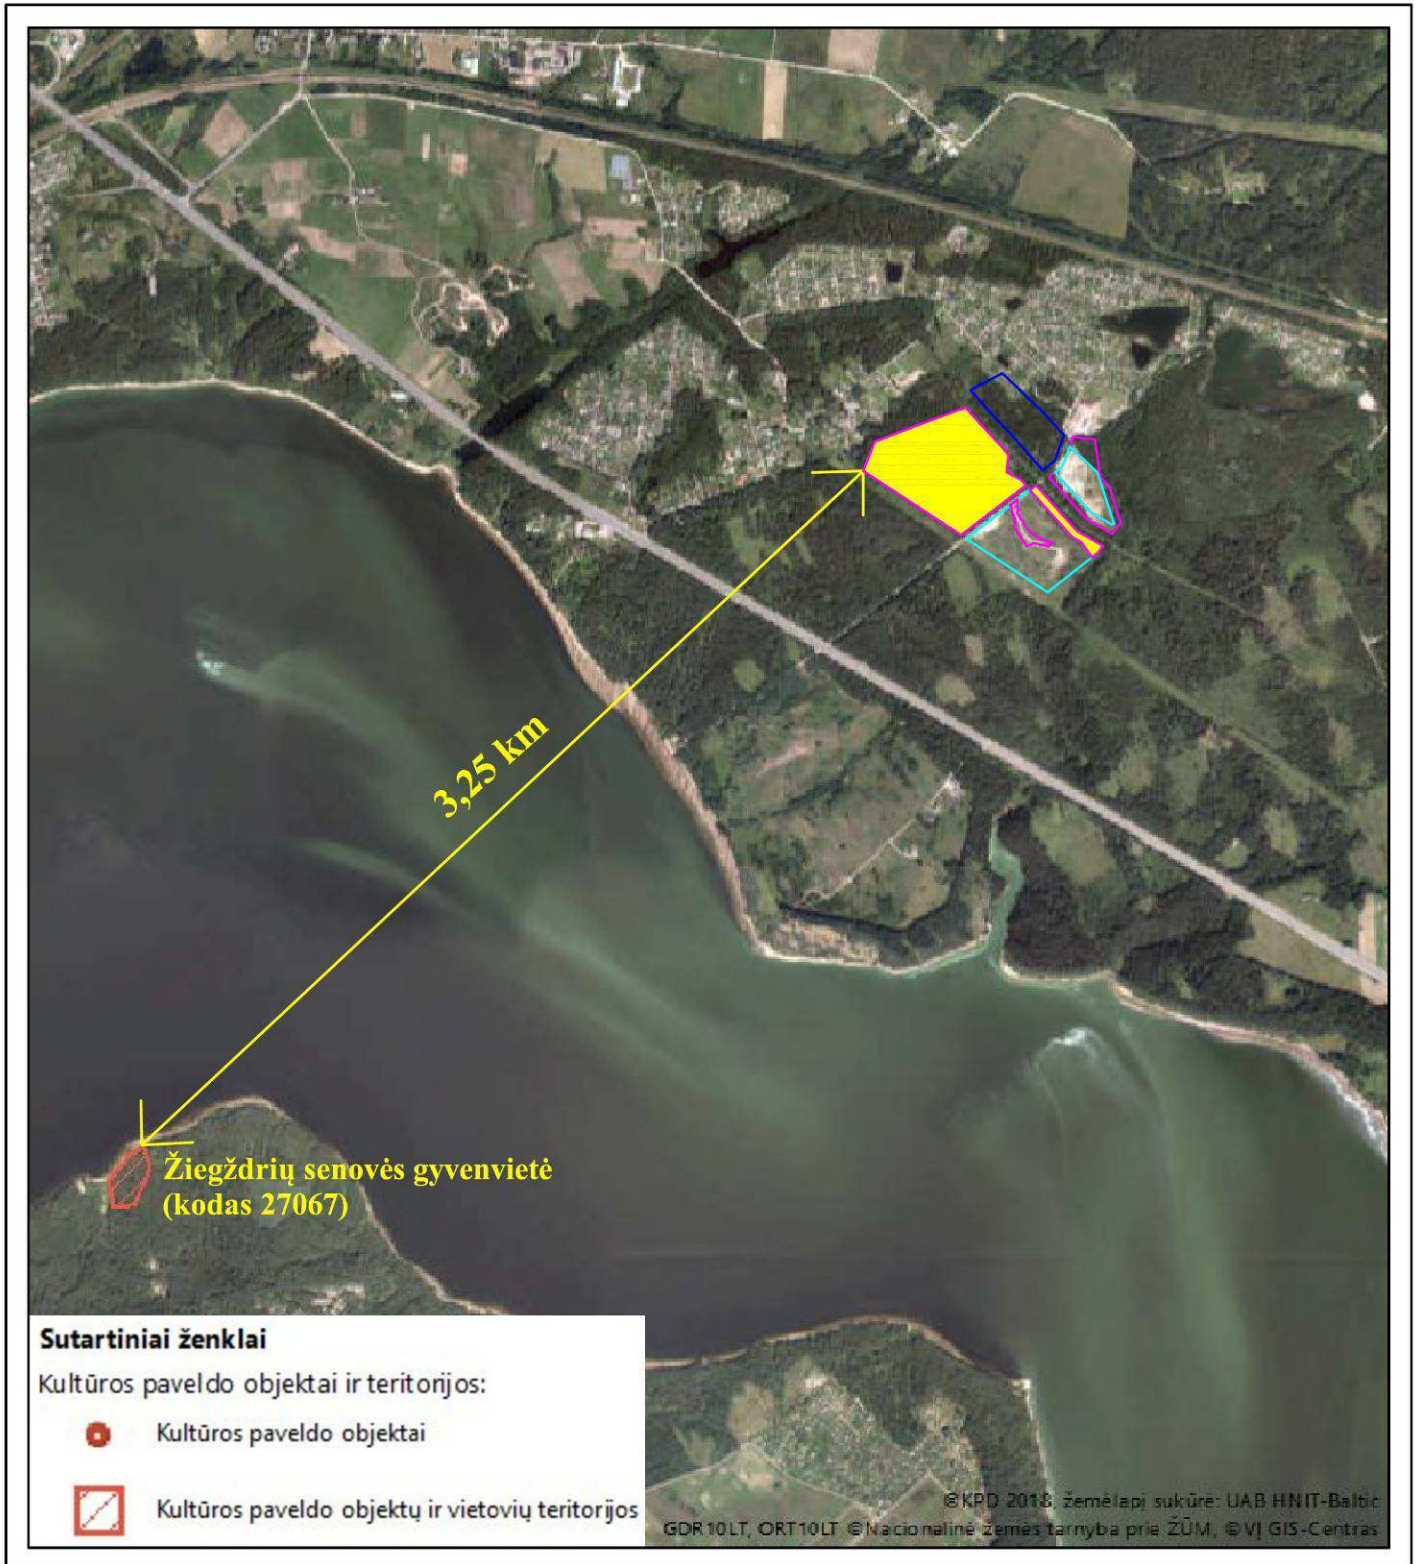 3,25 km
Žiegždrių senovės gyvenvietė
(kodas 27067)
Sutartiniai ženklai
Kultūros paveldo objektai ir teritorijos:
Kultūros paveldo objektai
Kultūros paveldo objektų ir vietovių teritorijos
©KPD 2018, žemėlapį sukūrė: UAB HNIT-Baltic
GDR10LT, ORT10LT ©Nacionalinė žemės tarnyba prie ŽŪM, ©VĮ GIS-Centras